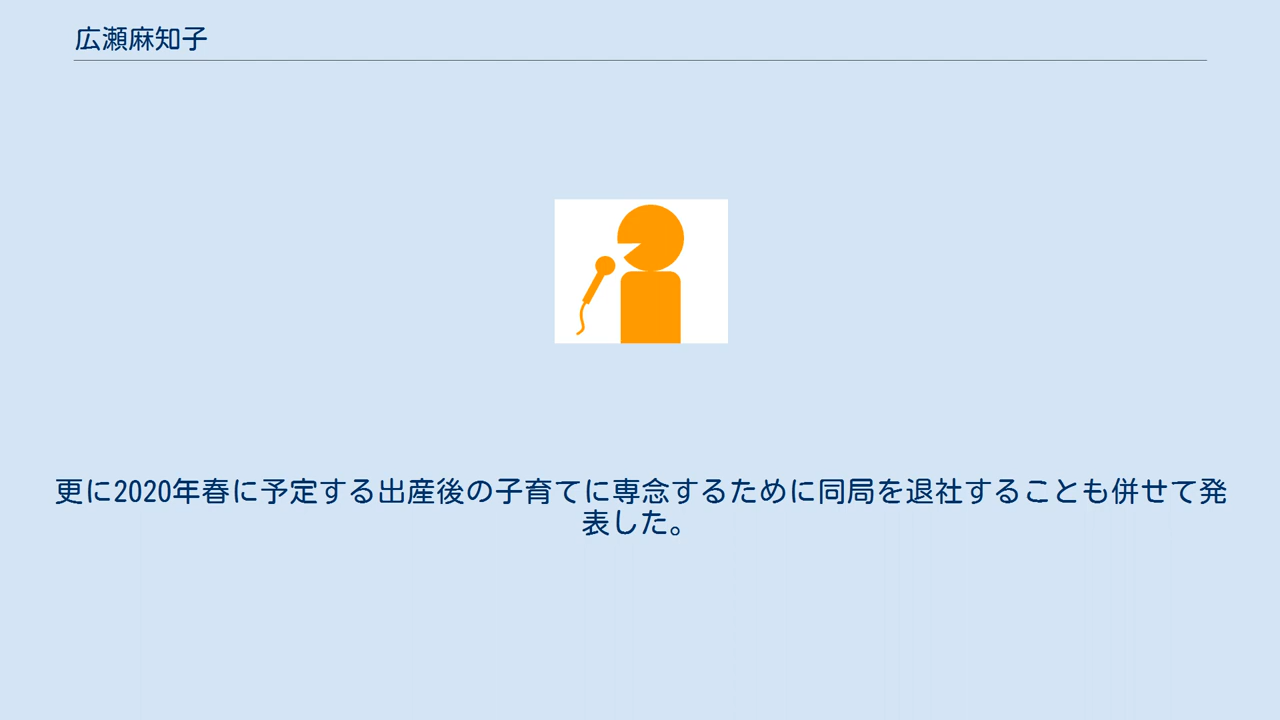 広瀬麻知子
更に2020年春に予定する出産後の子育てに専念するために同局を退社することも併せて発
表した。